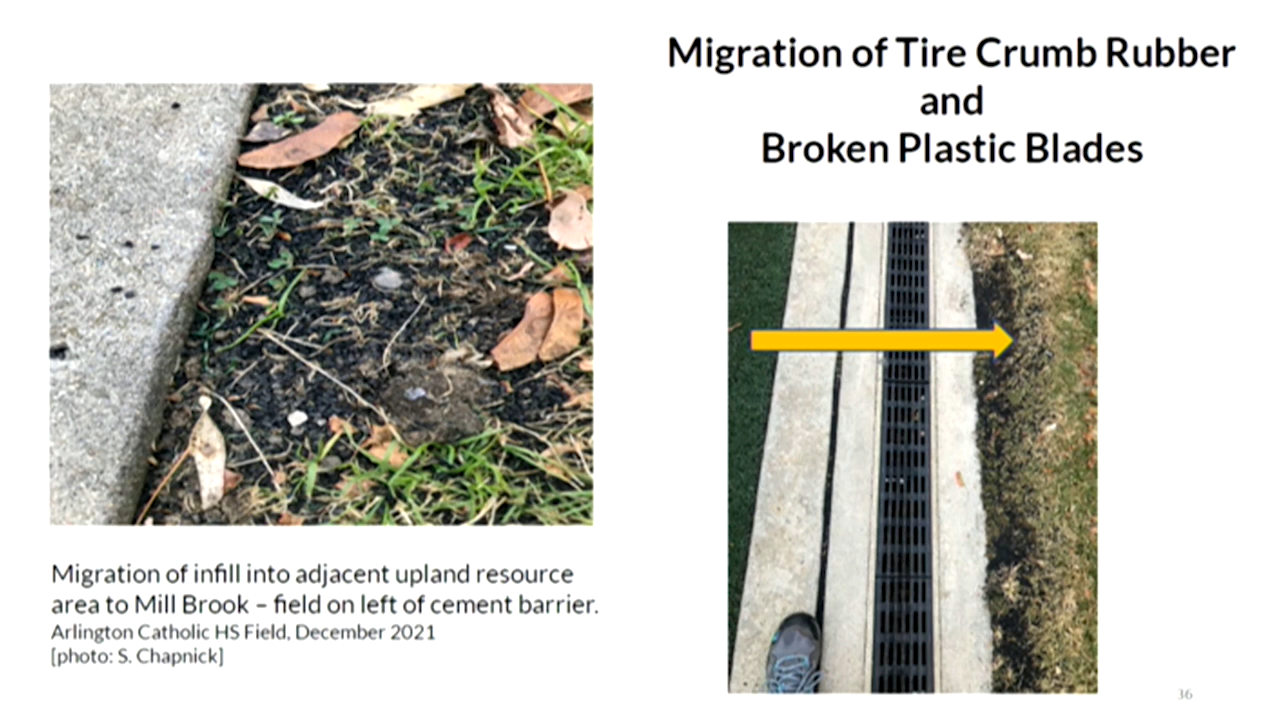 Migration of Tire Crumb Rubber
and
Broken Plastic Blades
Migration of infill into adjacent upland resource
area to Mill Brook – field on left of cement barrier.
Arlington Catholic HS Field, December 2021
[photo: S. Chapnick]
36